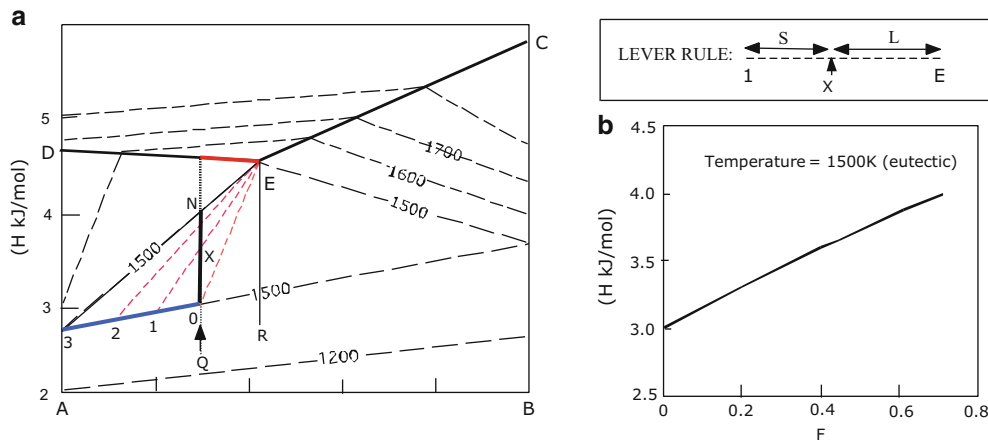 a
(H kJ/mol)
5
4
3
2
D
C
E
N
X
1700
1600
1500
1500
1500
1200
3
2
1
0
Q
R
A
B
LEVER RULE:
S
L
1
X
E
b
(H kJ/mol)
4.5
4.0
3.5
3.0
2.5
Temperature = 1500K (eutectic)
0
0.2
0.4
0.6
0.8
F